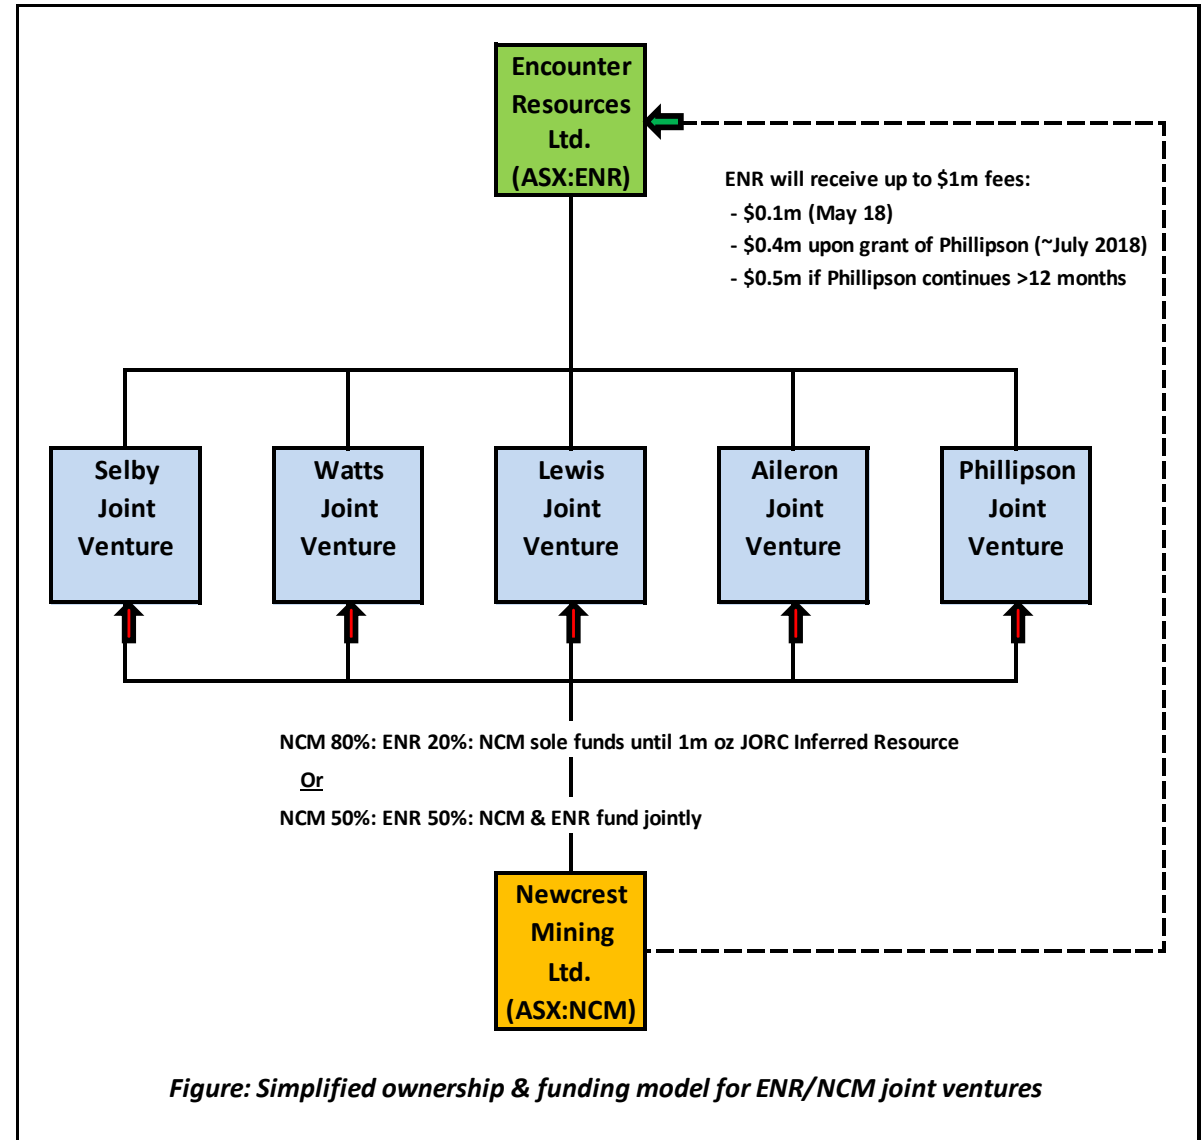 Encounter
Resources
Ltd.
(ASX:ENR)
ENR will receive up to $1m fees:
- $0.1m (May 18)
- $0.4m upon grant of Phillipson (~July 2018)
- $0.5m if Phillipson continues >12 months
Selby
Joint
Venture
Watts
Joint
Venture
Lewis
Joint
Venture
Aileron
Joint
Venture
Phillipson
Joint
Venture
NCM 80%: ENR 20%: NCM sole funds until 1m oz JORC Inferred Resource
Or
NCM 50%: ENR 50%: NCM & ENR fund jointly
Newcrest
Mining
Ltd.
(ASX:NCM)
Figure: Simplified ownership & funding model for ENR/NCM joint ventures